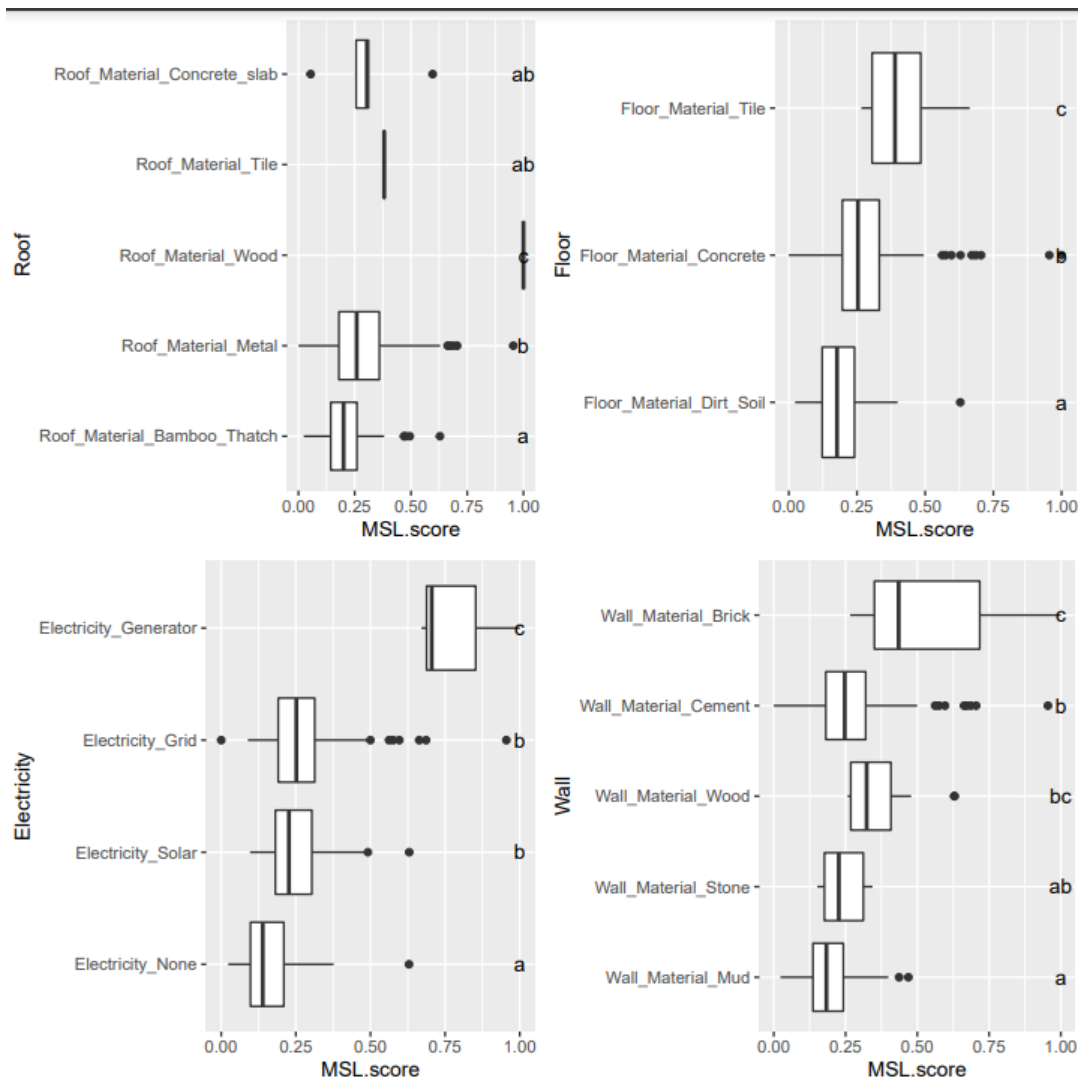 Roof
Roof_Material_Concrete_slab
ab
Roof_Material_Tile
ab
Roof_Material_Wood
c
Roof_Material_Metal
b
Roof_Material_Bamboo_Thatch
a
0.00 0.25 0.50 0.75 1.00
MSL.score
Floor
Floor_Material_Tile
c
Floor_Material_Concrete
b
Floor_Material_Dirt_Soil
a
0.00 0.25 0.50 0.75 1.00
MSL.score
Electricity
Electricity_Generator
c
Electricity_Grid
b
Electricity_Solar
b
Electricity_None
a
0.00 0.25 0.50 0.75 1.00
MSL.score
Wall
Wall_Material_Brick
c
Wall_Material_Cement
b
Wall_Material_Wood
bc
Wall_Material_Stone
ab
Wall_Material_Mud
a
0.00 0.25 0.50 0.75 1.00
MSL.score